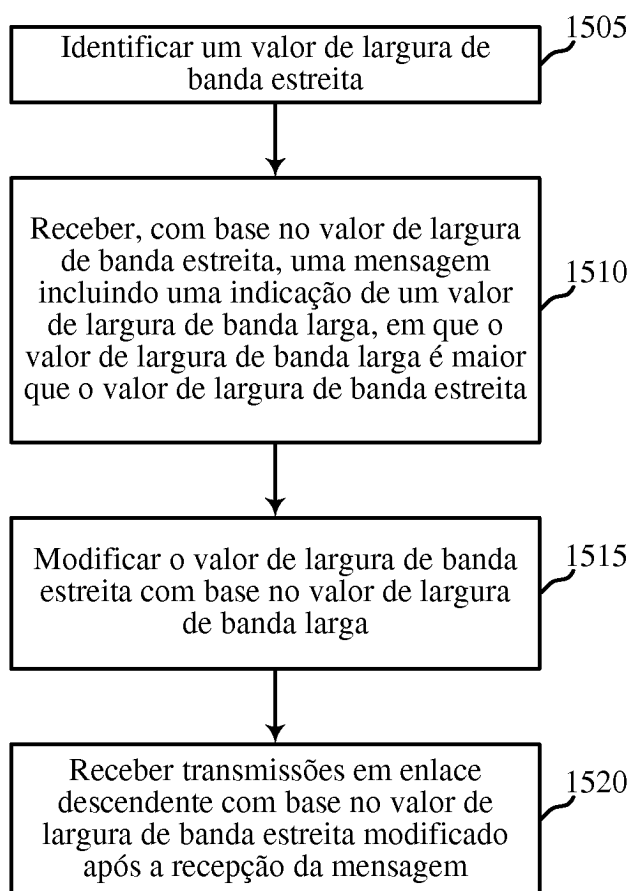 Identificar um valor de largura de
banda estreita
1505
Receber, com base no valor de largura
de banda estreita, uma mensagem
incluindo uma indicação de um valor
de largura de banda larga, em que o
valor de largura de banda larga é maior
que o valor de largura de banda estreita
1510
Modificar o valor de largura de banda
estreita com base no valor de largura
de banda larga
1515
Receber transmissões em enlace
descendente com base no valor de
largura de banda estreita modificado
após a recepção da mensagem
1520